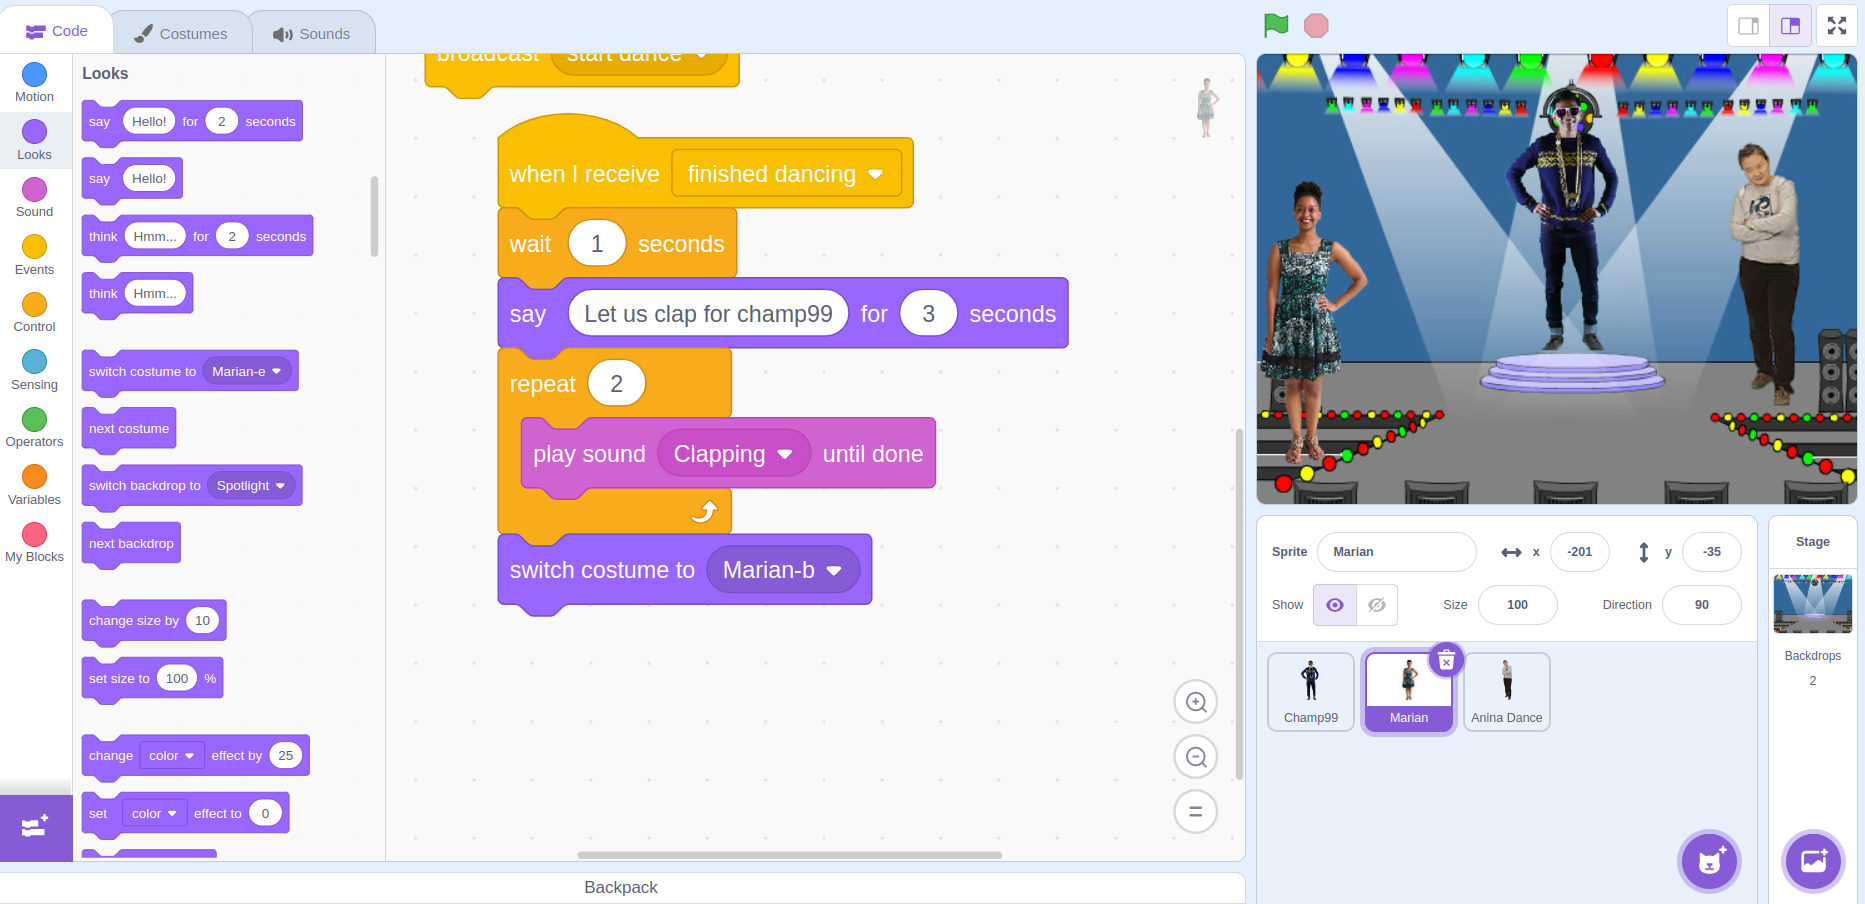 Code
Costumes
Sounds
Motion
Looks
Sound
Events
Control
Sensing
Operators
Variables
My Blocks
Looks
say Hello! for 2 seconds
say Hello!
think Hmm... for 2 seconds
think Hmm...
switch costume to Marian-e
next costume
switch backdrop to Spotlight
next backdrop
change size by 10
set size to 100 %
change color effect by 25
set color effect to 0
broadcast start dance
when I receive finished dancing
wait 1 seconds
say Let us clap for champ99 for 3 seconds
repeat 2
play sound Clapping until done
switch costume to Marian-b
Backpack
Sprite Marian x -201 y -35
Show Size 100 Direction 90
Champ99
Marian
Anina Dance
Stage
Backdrops
2